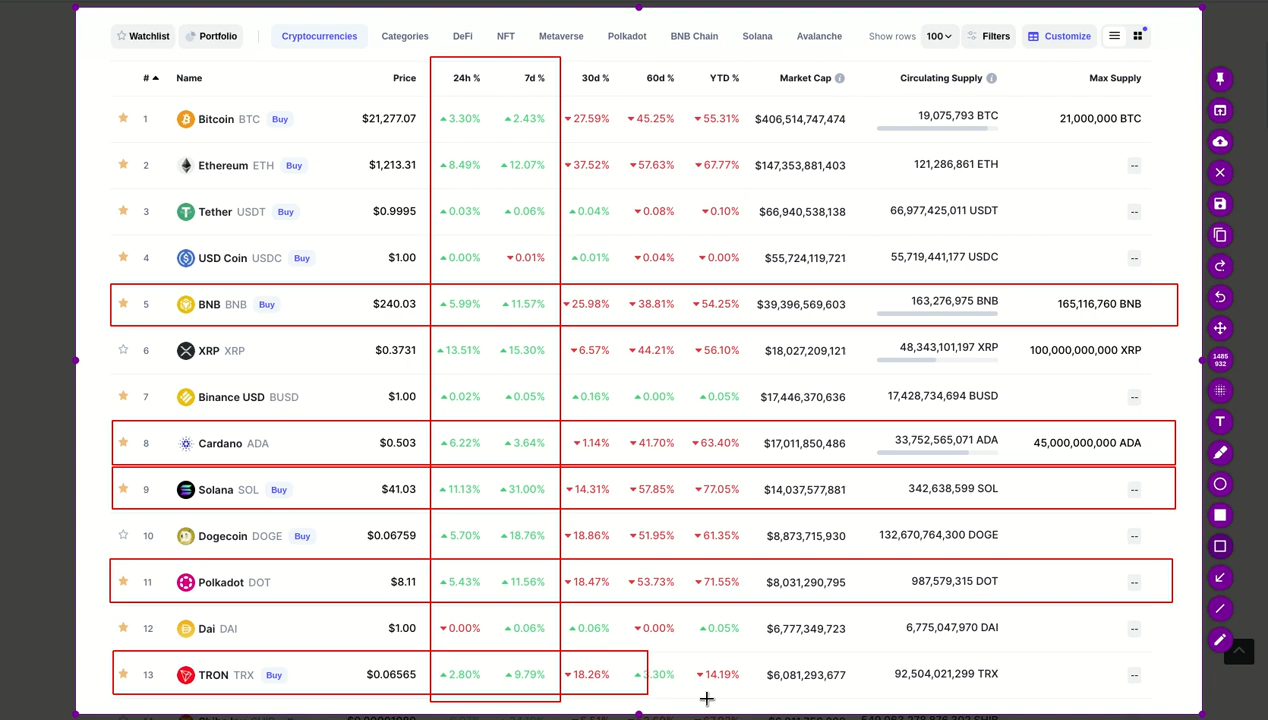 Watchlist Portfolio Cryptocurrencies Categories DeFi NFT Metaverse Polkadot BNB Chain Solana Avalanche Show rows 100 Filters Customize
# Name Price 24h % 7d % 30d % 60d % YTD % Market Cap Circulating Supply Max Supply
1 Bitcoin BTC Buy $21,277.07 3.30% 2.43% 27.59% 45.25% 55.31% $406,514,747,474 19,075,793 BTC 21,000,000 BTC
2 Ethereum ETH Buy $1,213.31 8.49% 12.07% 37.52% 57.63% 67.77% $147,353,881,403 121,286,861 ETH --
3 Tether USDT Buy $0.9995 0.03% 0.06% 0.04% 0.08% 0.10% $66,940,538,138 66,977,425,011 USDT --
4 USD Coin USDC Buy $1.00 0.00% 0.01% 0.01% 0.04% 0.00% $55,724,119,721 55,719,441,177 USDC --
5 BNB BNB Buy $240.03 5.99% 11.57% 25.98% 38.81% 54.25% $39,396,569,603 163,276,975 BNB 165,116,760 BNB
6 XRP XRP $0.3731 13.51% 15.30% 6.57% 44.21% 56.10% $18,027,209,121 48,343,101,197 XRP 100,000,000,000 XRP
1485
932
7 Binance USD BUSD $1.00 0.02% 0.05% 0.16% 0.00% 0.05% $17,446,370,636 17,428,734,694 BUSD --
T
8 Cardano ADA $0.503 6.22% 3.64% 1.14% 41.70% 63.40% $17,011,850,486 33,752,565,071 ADA 45,000,000,000 ADA
9 Solana SOL Buy $41.03 11.13% 31.00% 14.31% 57.85% 77.05% $14,037,577,881 342,638,599 SOL --
10 Dogecoin DOGE Buy $0.06759 5.70% 18.76% 18.86% 51.95% 61.35% $8,873,715,930 132,670,764,300 DOGE --
11 Polkadot DOT $8.11 5.43% 11.56% 18.47% 53.73% 71.55% $8,031,290,795 987,579,315 DOT --
12 Dai DAI $1.00 0.00% 0.06% 0.06% 0.00% 0.05% $6,777,349,723 6,775,047,970 DAI --
13 TRON TRX Buy $0.06565 2.80% 9.79% 18.26% 3.30% 14.19% $6,081,293,677 92,504,021,299 TRX --